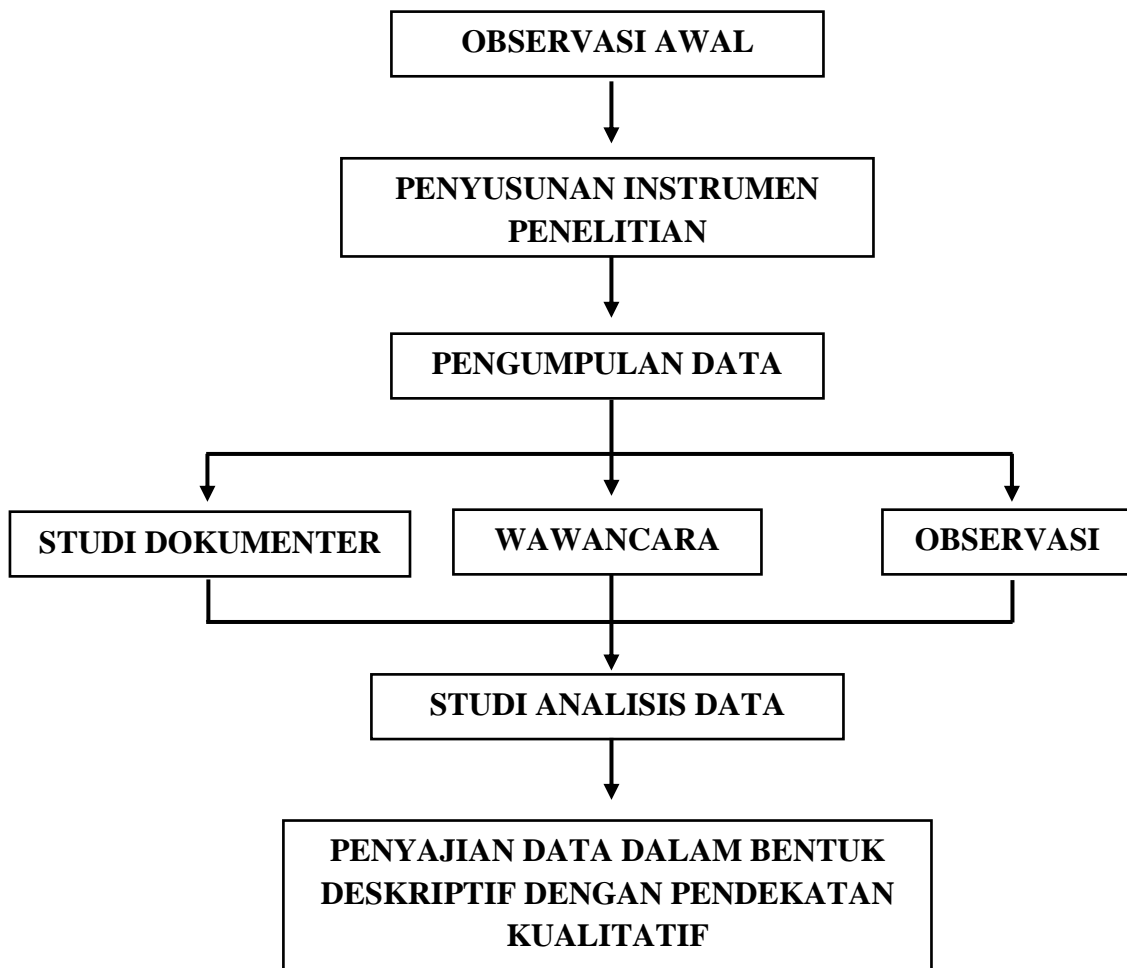 OBSERVASI AWAL
PENYUSUNAN INSTRUMEN
PENELITIAN
PENGUMPULAN DATA
STUDI DOKUMENTER
WAWANCARA
OBSERVASI
STUDI ANALISIS DATA
PENYAJIAN DATA DALAM BENTUK
DESKRIPTIF DENGAN PENDEKATAN
KUALITATIF